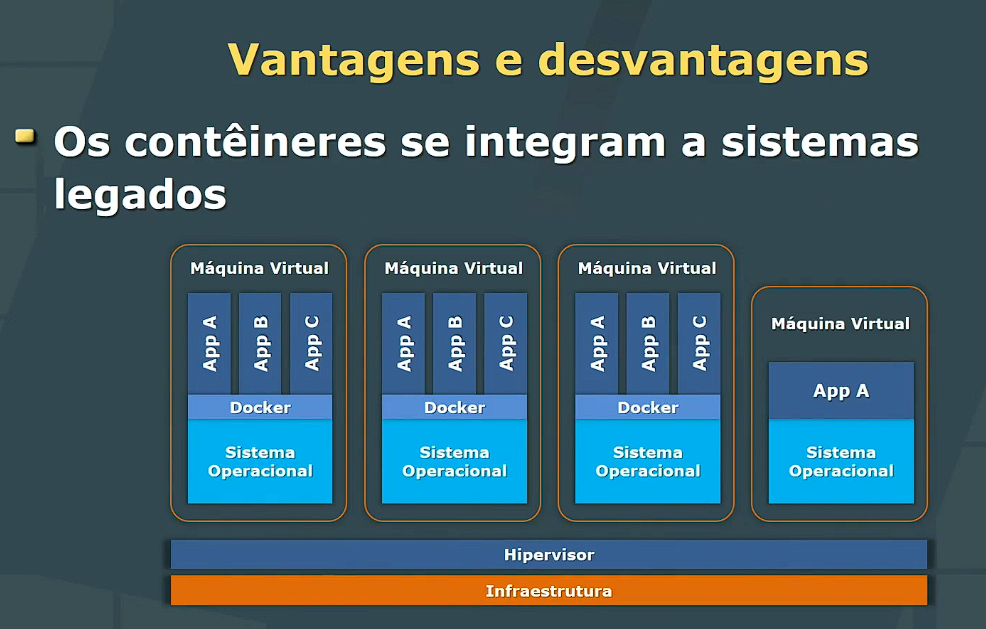 Vantagens e desvantagens
Os contêineres se integram a sistemas
legados
Máquina Virtual
App A
App B
App C
Docker
Sistema
Operacional
Máquina Virtual
App A
App B
App C
Docker
Sistema
Operacional
Máquina Virtual
App A
App B
App C
Docker
Sistema
Operacional
Máquina Virtual
App A
Sistema
Operacional
Hipervisor
Infraestrutura